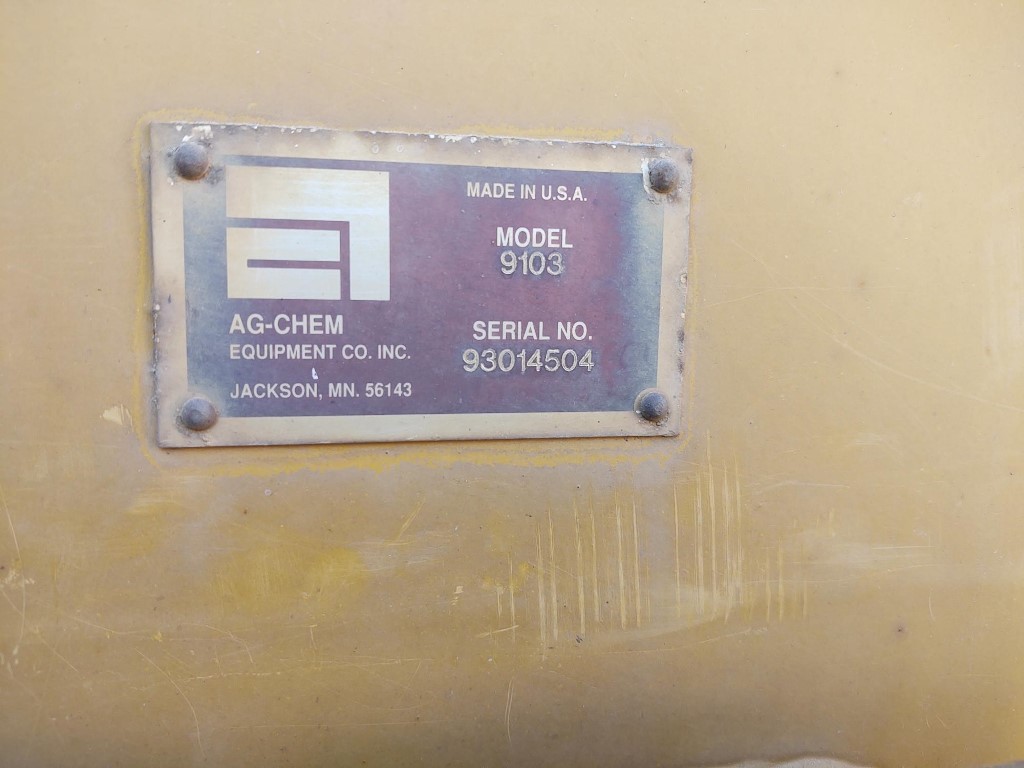 MADE IN U.S.A.
MODEL
9103
AG-CHEM
EQUIPMENT CO. INC.
JACKSON, MN. 56143
SERIAL NO.
93014504